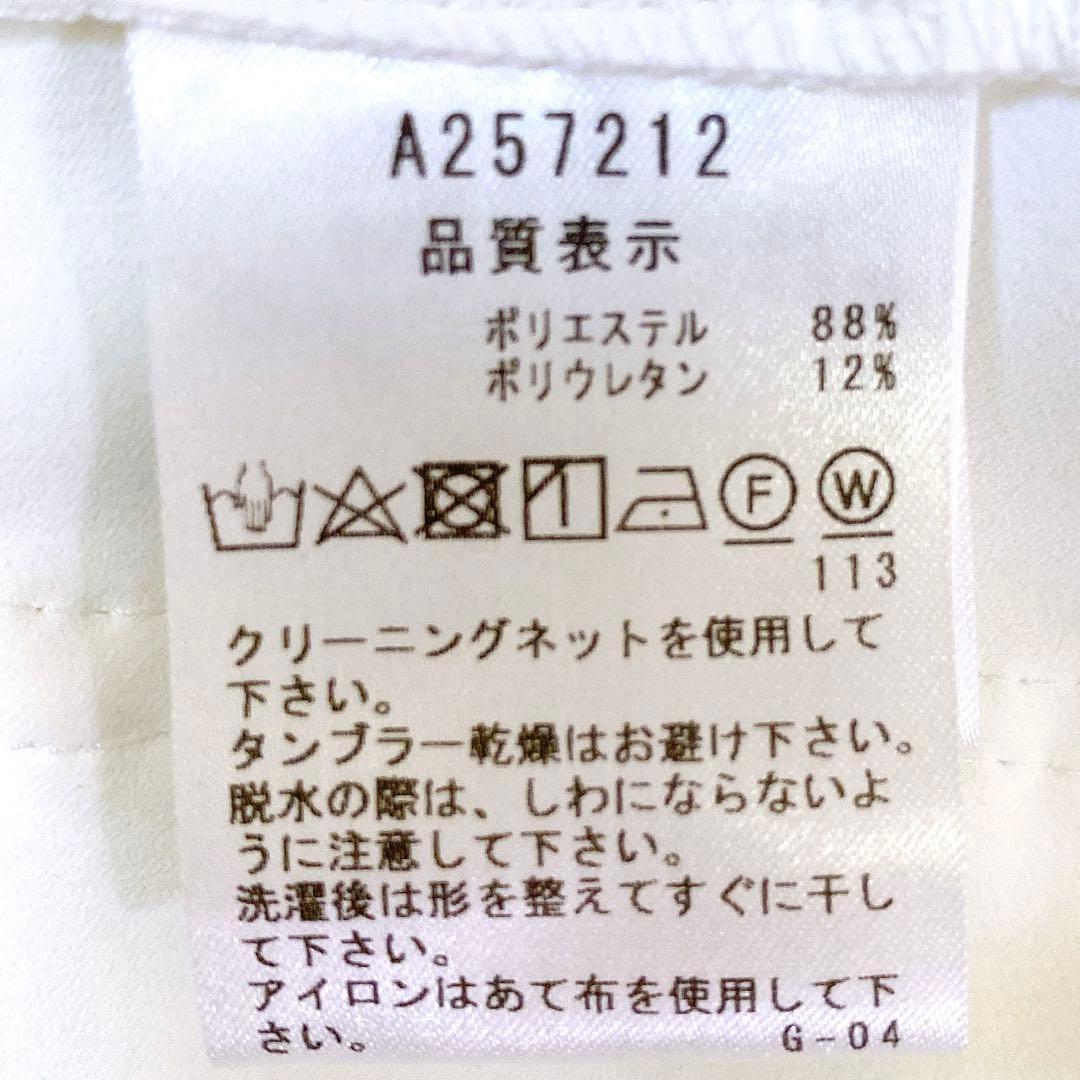 A257212
品質表示
ポリエステル 88%
ポリウレタン 12%
F W
113
クリーニングネットを使用して
下さい。
タンブラー乾燥はお避け下さい。
脱水の際は、しわにならないよ
うに注意して下さい。
洗濯後は形を整えてすぐに干し
て下さい。
アイロンはあて布を使用して下
さい。 G-04